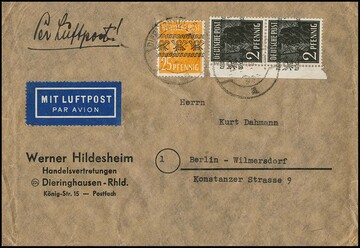 Per Luftpost!
25 PFENNIG
DEUTSCHE POST
2 PFENNIG
DEUTSCHE POST
2 PFENNIG
MIT LUFTPOST
PAR AVION
Herrn
Kurt Dahmann
Werner Hildesheim
Handelsvertretungen
Dieringhausen-Rhld.
König-Str. 15 — Postfach
1 Berlin - Wilmersdorf
Konstanzer Strasse 9